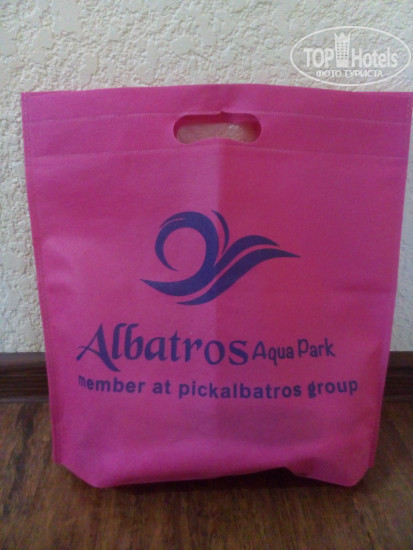 TOP Hotels
ФОТО ТУРИСТА
Albatros Aqua Park
member at pickalbatros group